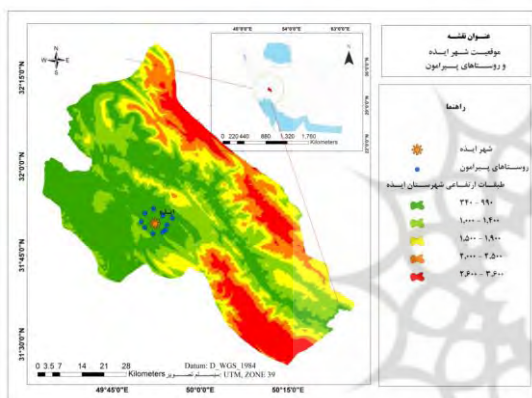 عنوان نقشه
موقعیت شهر ایذه
و روستاهای پیرامون
راهنما
شهر ایذه
روستاهای پیرامون
طبقات ارتفاعی شهرستان ایذه
۳۴۰ - ۹۹۰
۱,۰۰۰ - ۱,۴۰۰
۱,۵۰۰ - ۱,۹۰۰
۲,۰۰۰ - ۲,۵۰۰
۲,۶۰۰ - ۳,۶۰۰
N
W E
S
N
0 220 440 880 1,320 1,760
Kilometers
ایذه
32°15'0"N
32°0'0"N
31°45'0"N
31°30'0"N
0 3.5 7 14 21 28
Kilometers
Datum: D_WGS_1984
UTM, ZONE 39
49°45'0"E 50°0'0"E 50°15'0"E